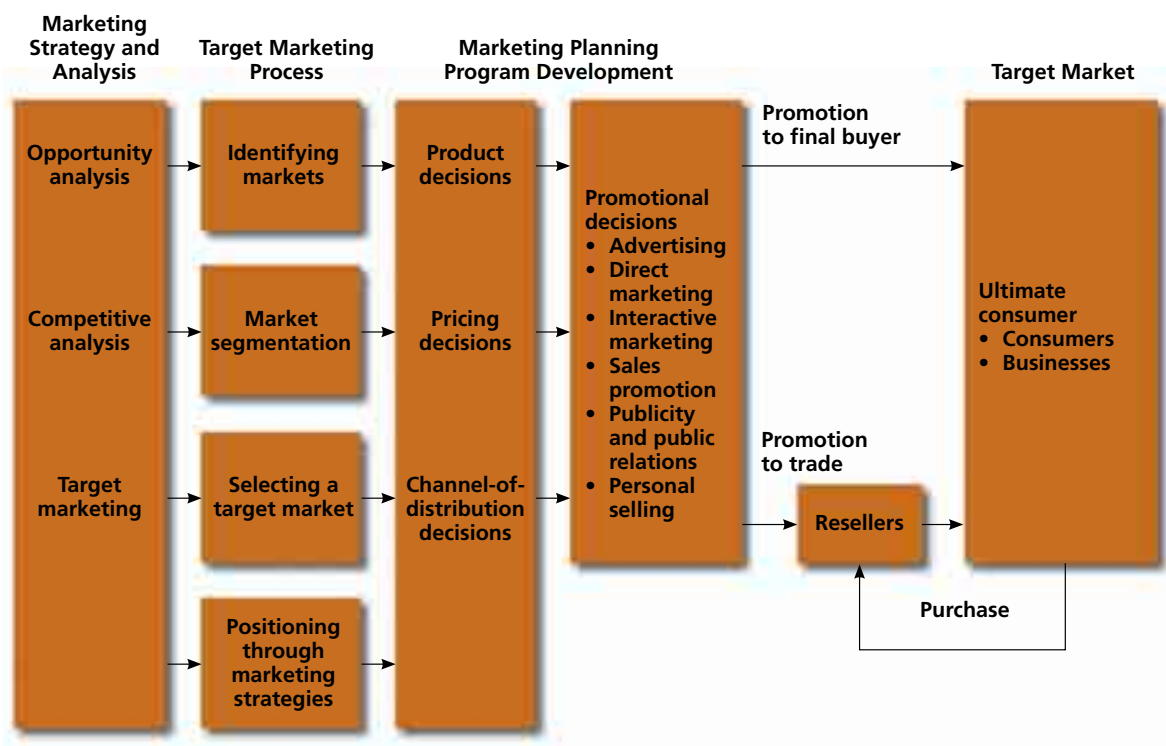 Marketing
Strategy and
Analysis
Target Marketing
Process
Marketing Planning
Program Development
Target Market
Opportunity
analysis
Competitive
analysis
Target
marketing
Identifying
markets
Market
segmentation
Selecting a
target market
Positioning
through
marketing
strategies
Product
decisions
Pricing
decisions
Channel-of-
distribution
decisions
Promotional
decisions
• Advertising
• Direct
marketing
• Interactive
marketing
• Sales
promotion
• Publicity
and public
relations
• Personal
selling
Promotion
to final buyer
Promotion
to trade
Resellers
Ultimate
consumer
• Consumers
• Businesses
Purchase